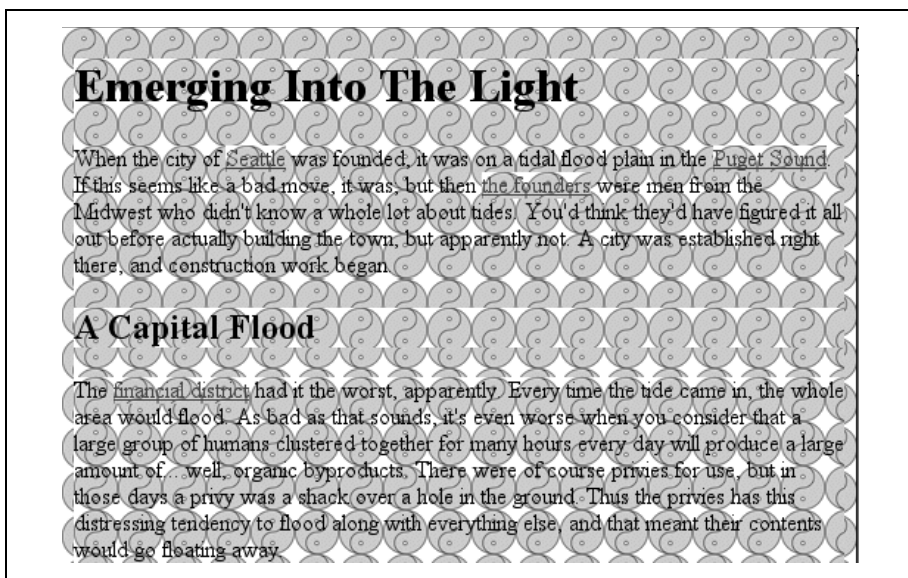 Emerging Into The Light
When the city of Seattle was founded, it was on a tidal flood plain in the Puget Sound.
If this seems like a bad move, it was; but then the founders were men from the
Midwest who didn't know a whole lot about tides. You'd think they'd have figured it all
out before actually building the town, but apparently not. A city was established right
there, and construction work began.
A Capital Flood
The financial district had it the worst, apparently. Every time the tide came in, the whole
area would flood. As bad as that sounds, it's even worse when you consider that a
large group of humans clustered together for many hours every day will produce a large
amount of... well, organic byproducts. There were of course privies for use, but in
those days a privy was a shack over a hole in the ground. Thus the privies has this
distressing tendency to flood along with everything else, and that meant their contents
would go floating away.